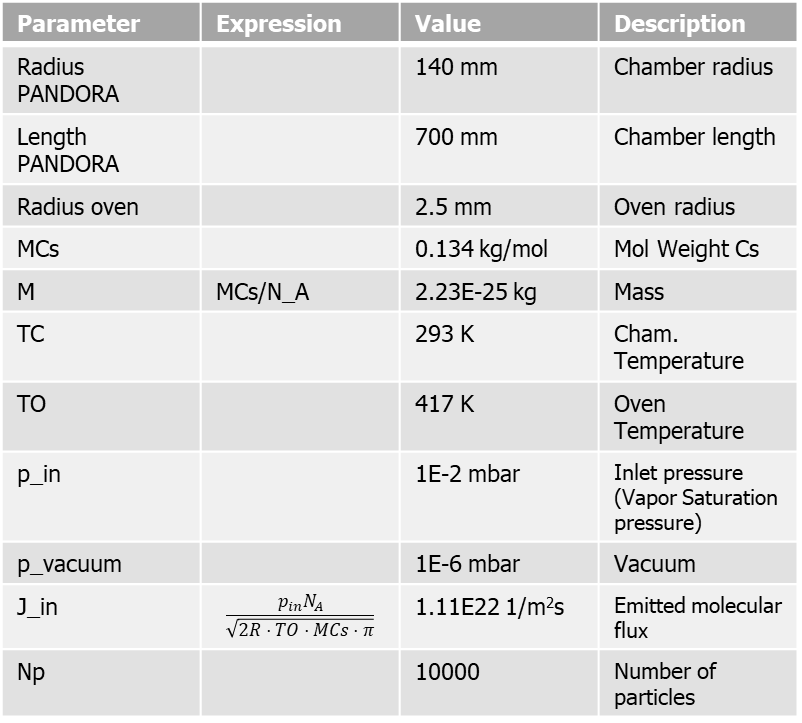 Parameter Expression Value Description
Radius PANDORA 140 mm Chamber radius
Length PANDORA 700 mm Chamber length
Radius oven 2.5 mm Oven radius
MCs 0.134 kg/mol Mol Weight Cs
M MCs/N_A 2.23E-25 kg Mass
TC 293 K Cham. Temperature
TO 417 K Oven Temperature
p_in 1E-2 mbar Inlet pressure (Vapor Saturation pressure)
p_vacuum 1E-6 mbar Vacuum
J_in p_{in}N_A / √(2R · TO · MCs · π) 1.11E22 1/m²s Emitted molecular flux
Np 10000 Number of particles